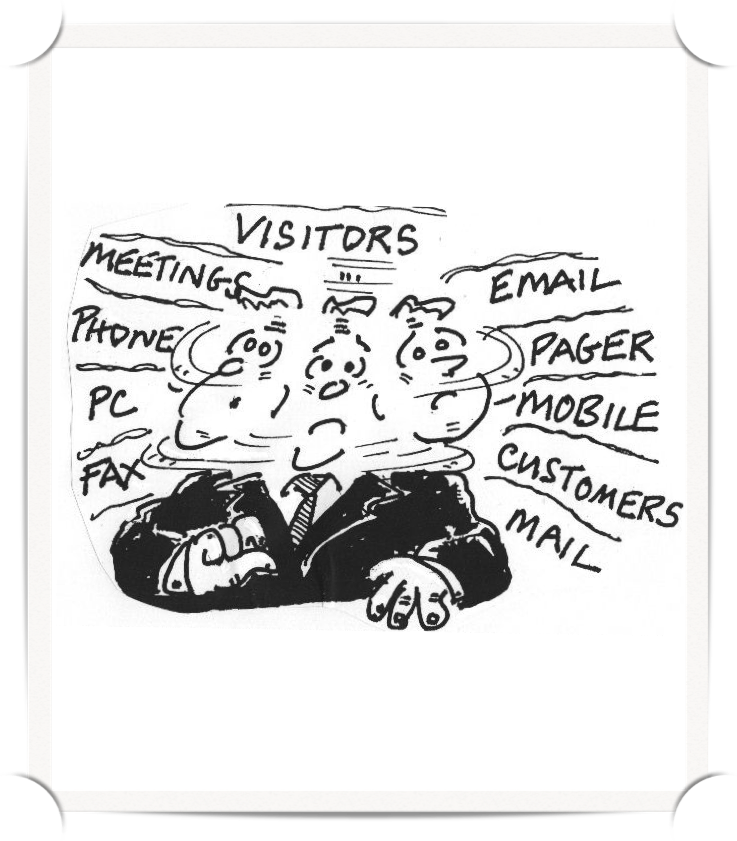 VISITORS
MEETINGS
PHONE
PC
FAX
EMAIL
PAGER
MOBILE
CUSTOMERS
MAIL